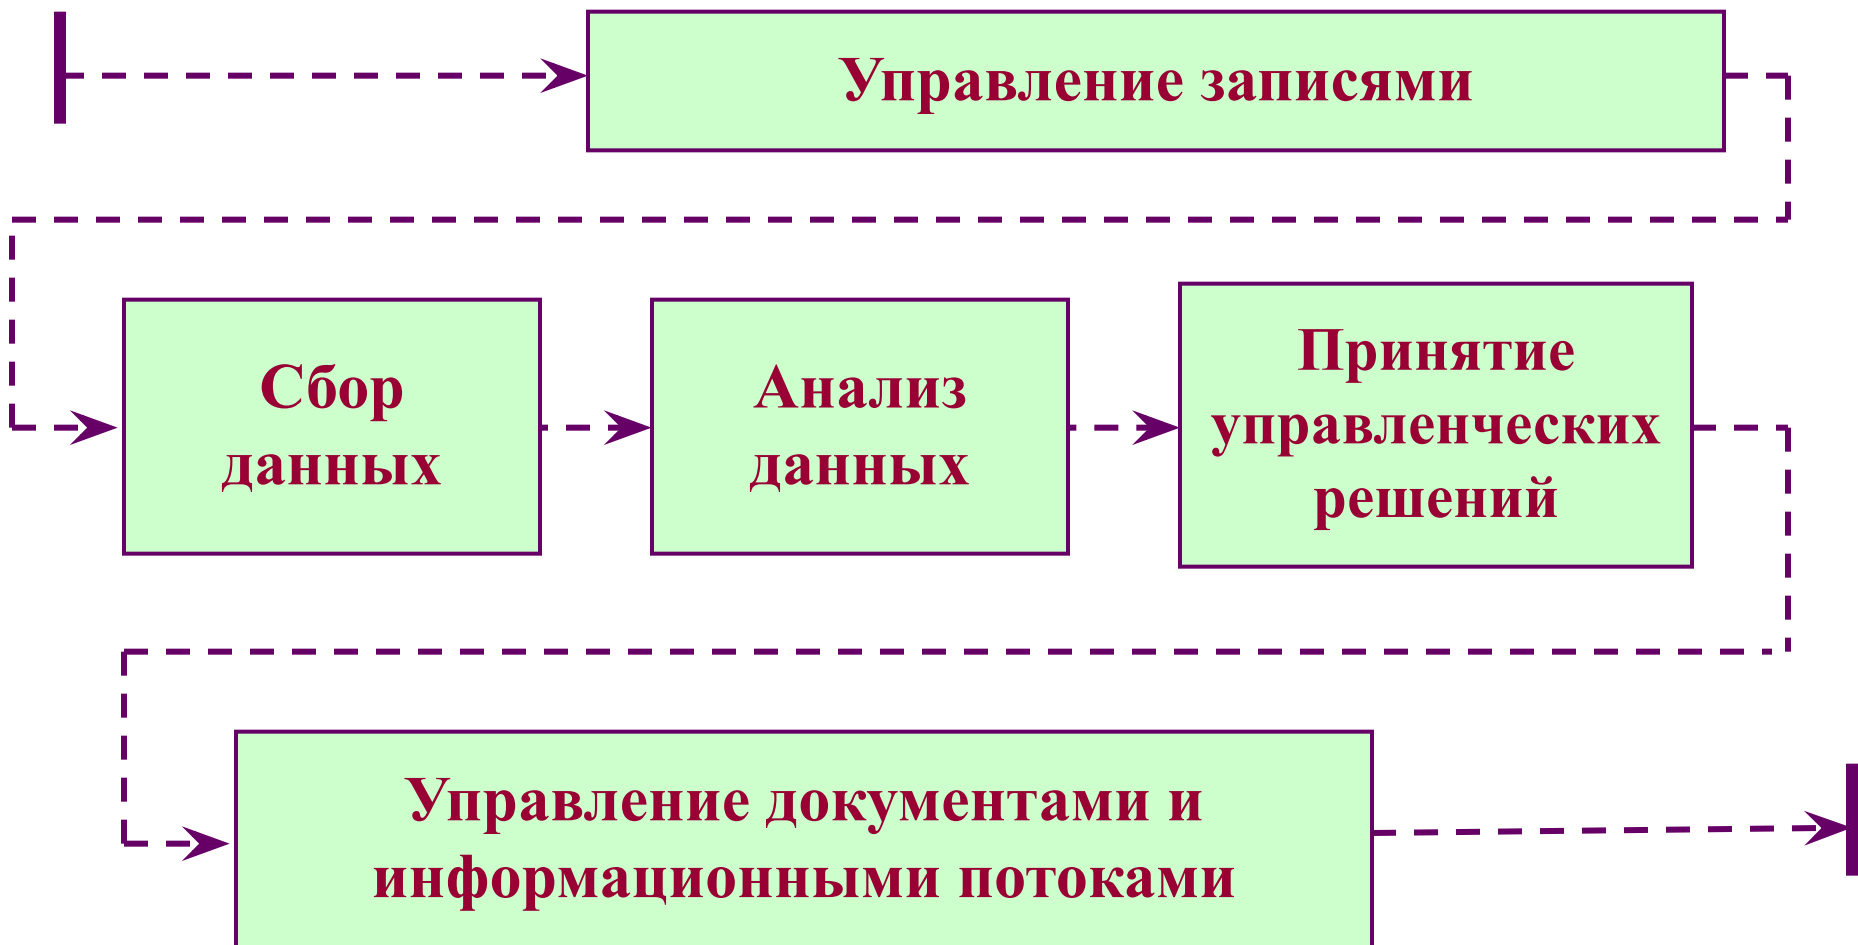 Управление записями
Сбор
данных
Анализ
данных
Принятие
управленческих
решений
Управление документами и
информационными потоками